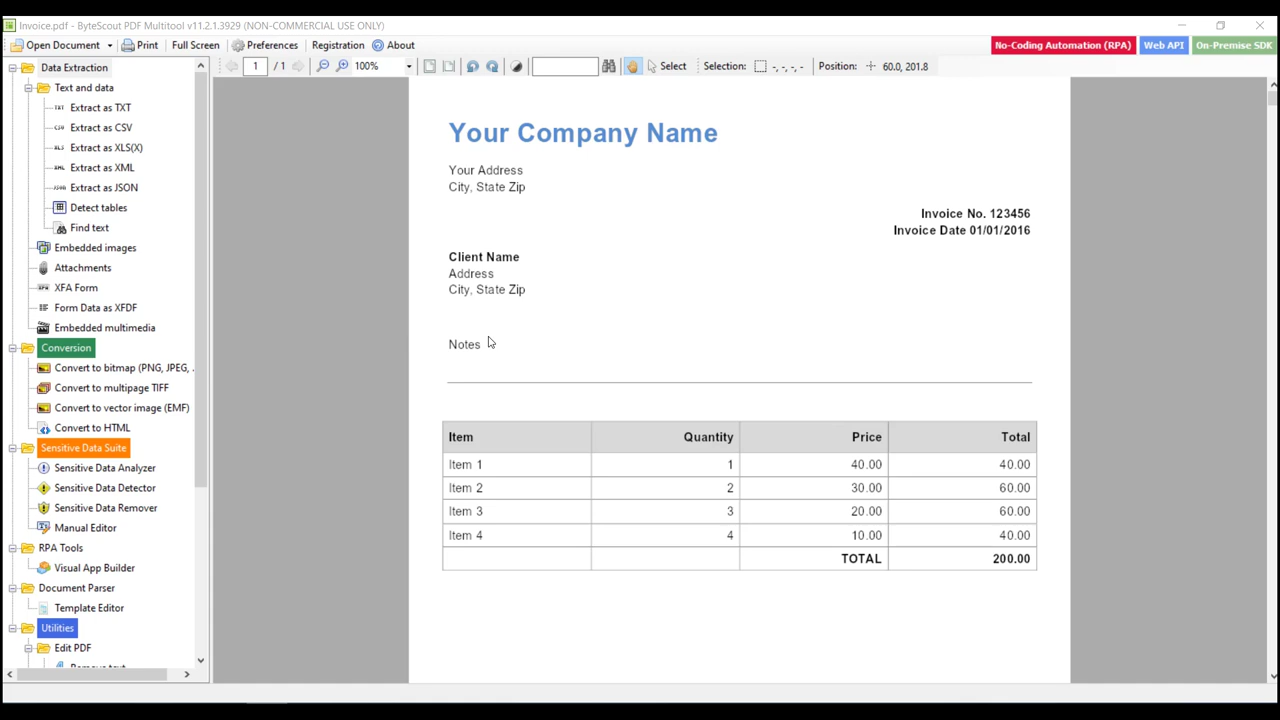 Invoice.pdf - ByteScout PDF Multitool v11.2.1.3929 (NON-COMMERCIAL USE ONLY)
Open Document Print Full Screen Preferences Registration About
No-Coding Automation (RPA) Web API On-Premise SDK
1 / 1 100% Select Selection: -, -, -, - Position: 60.0, 201.8
Data Extraction
Text and data
TXT Extract as TXT
CSV Extract as CSV
XLS Extract as XLS(X)
XML Extract as XML
JSON Extract as JSON
Detect tables
Find text
Embedded images
Attachments
XFA Form
Form Data as XFDF
Embedded multimedia
Conversion
Convert to bitmap (PNG, JPEG, .
Convert to multipage TIFF
Convert to vector image (EMF)
Convert to HTML
Sensitive Data Suite
Sensitive Data Analyzer
Sensitive Data Detector
Sensitive Data Remover
Manual Editor
RPA Tools
Visual App Builder
Document Parser
Template Editor
Utilities
Edit PDF
Remove text
Your Company Name
Your Address
City, State Zip
Invoice No. 123456
Invoice Date 01/01/2016
Client Name
Address
City, State Zip
Notes
Item Quantity Price Total
Item 1 1 40.00 40.00
Item 2 2 30.00 60.00
Item 3 3 20.00 60.00
Item 4 4 10.00 40.00
TOTAL 200.00